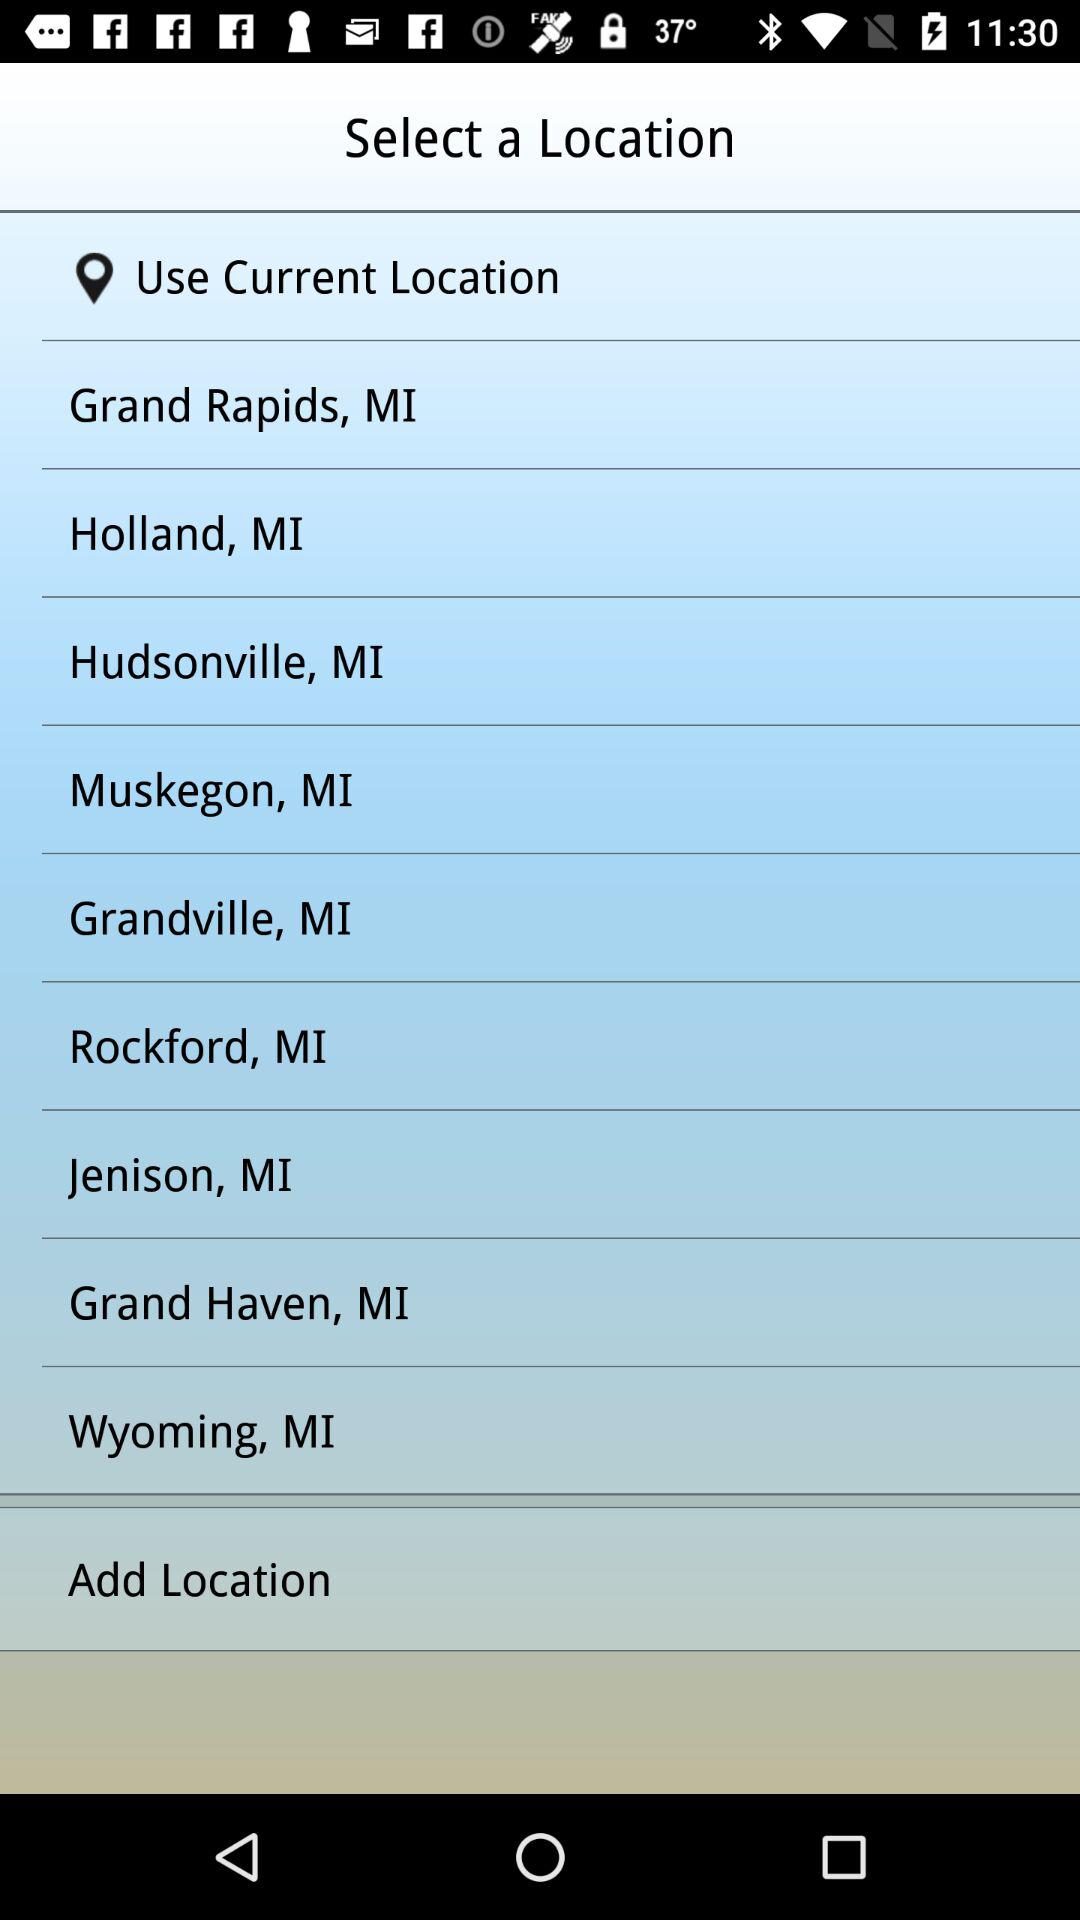 FAKE 37° 11:30
Select a Location
Use Current Location
Grand Rapids, MI
Holland, MI
Hudsonville, MI
Muskegon, MI
Grandville, MI
Rockford, MI
Jenison, MI
Grand Haven, MI
Wyoming, MI
Add Location